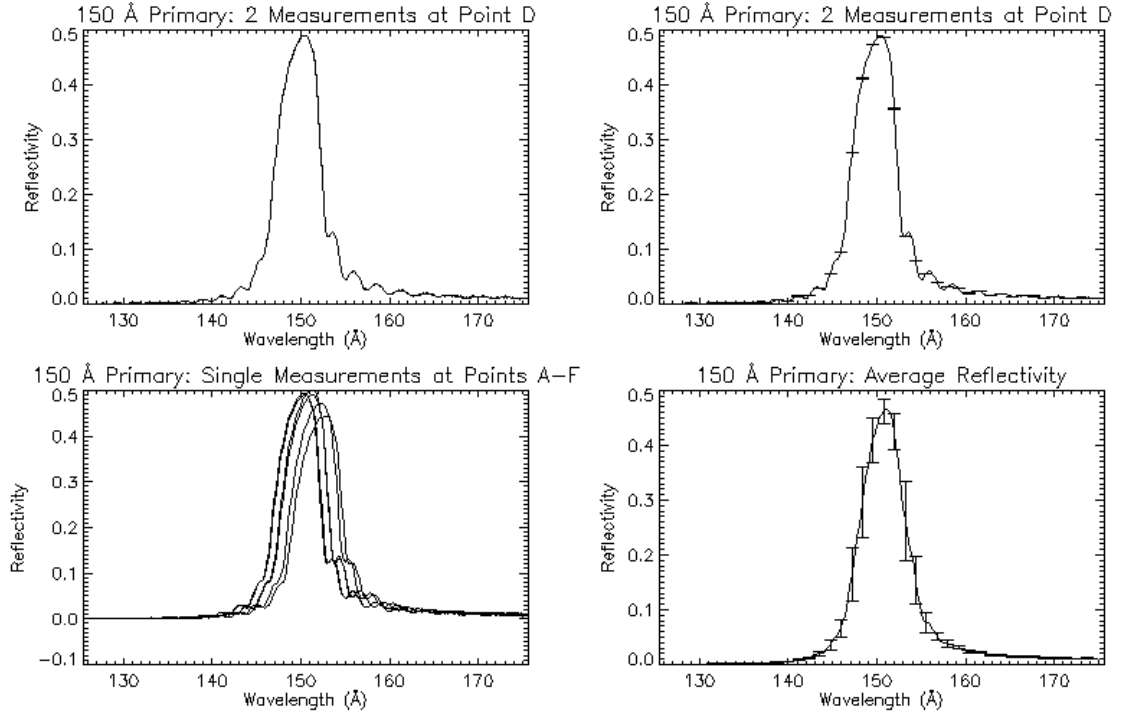 150 Å Primary: 2 Measurements at Point D
0.5
0.4
0.3
0.2
0.1
0.0
Reflectivity
130 140 150 160 170
Wavelength (Å)
150 Å Primary: 2 Measurements at Point D
0.5
0.4
0.3
0.2
0.1
0.0
Reflectivity
130 140 150 160 170
Wavelength (Å)
150 Å Primary: Single Measurements at Points A-F
0.5
0.4
0.3
0.2
0.1
0.0
-0.1
Reflectivity
130 140 150 160 170
Wavelength (Å)
150 Å Primary: Average Reflectivity
0.5
0.4
0.3
0.2
0.1
0.0
Reflectivity
130 140 150 160 170
Wavelength (Å)